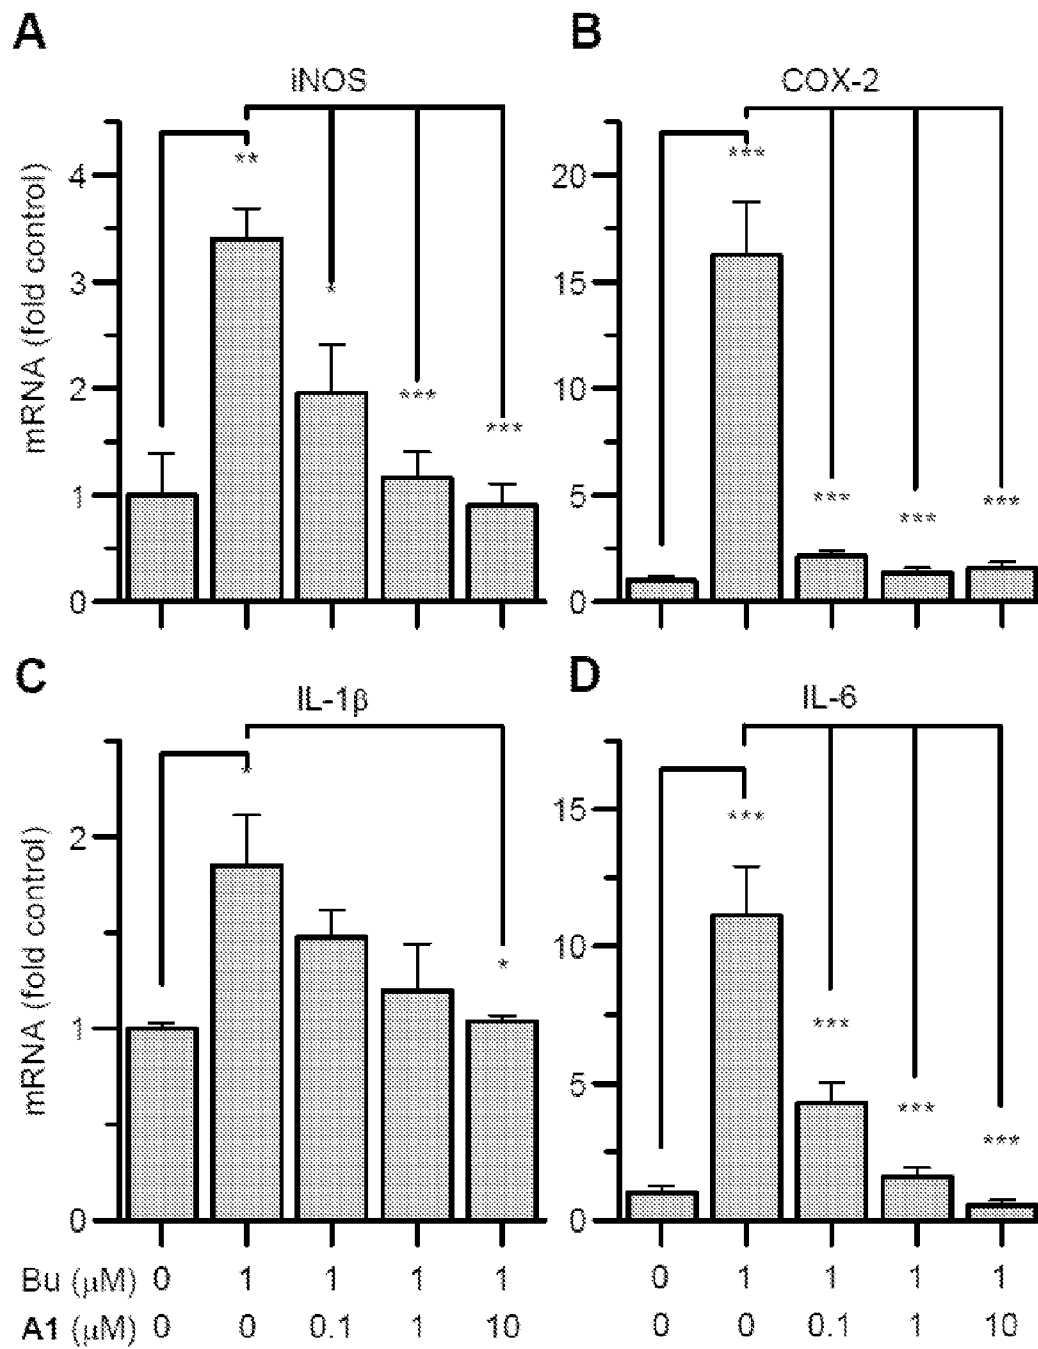 A
B
iNOS
COX-2
mRNA (fold control)
**
*
***
***
4
3
2
1
0
***
***
***
***
20
15
10
5
0
C
D
IL-1β
IL-6
mRNA (fold control)
*
*
2
1
0
***
***
***
***
15
10
5
0
Bu (μM) 0 1 1 1 1 0 1 1 1 1
A1 (μM) 0 0 0.1 1 10 0 0 0.1 1 10